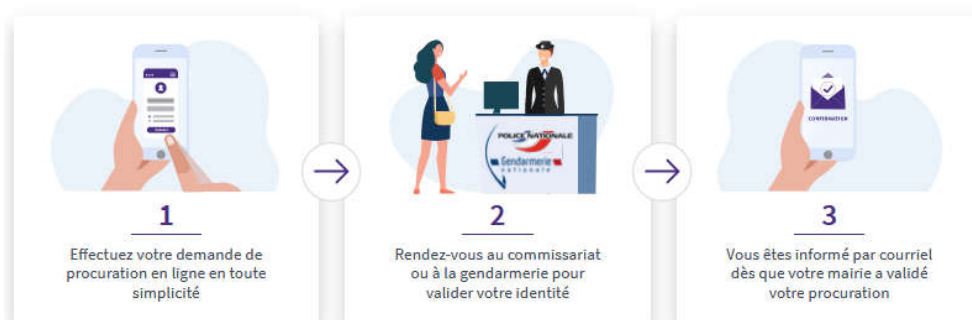 CONFIRMATION
POLICE NATIONALE
Gendarmerie
nationale
1
Effectuez votre demande de
procuration en ligne en toute
simplicité
2
Rendez-vous au commissariat
ou à la gendarmerie pour
valider votre identité
3
Vous êtes informé par courriel
dès que votre mairie a validé
votre procuration